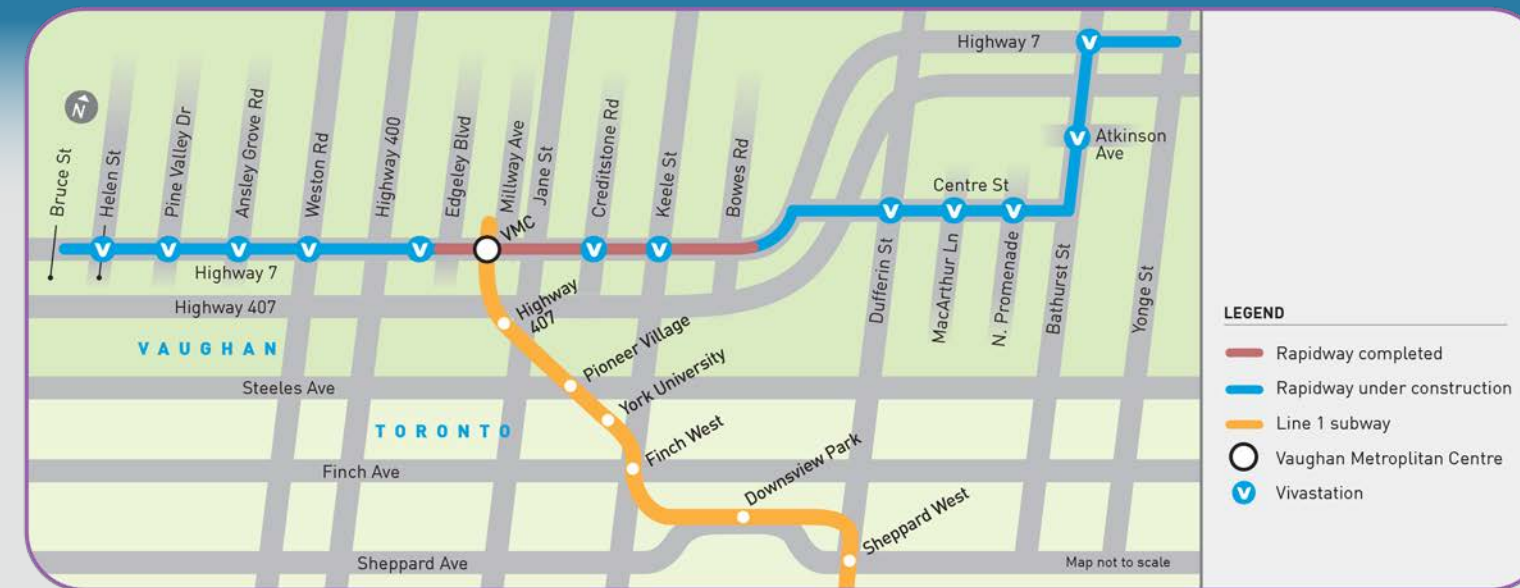 Highway 7
N
Bruce St
Helen St
Pine Valley Dr
Ansley Grove Rd
Weston Rd
Highway 400
Edgeley Blvd
Millway Ave
Jane St
Creditstone Rd
Keele St
Bowes Rd
Atkinson
Ave
Centre St
VMC
Highway 7
Highway 407
Highway
407
Dufferin St
MacArthur Ln
N. Promenade
Bathurst St
Yonge St
VAUGHAN
Pioneer Village
Steeles Ave
York University
TORONTO
Finch West
Finch Ave
Downsview Park
Sheppard West
Sheppard Ave
Map not to scale
LEGEND
Rapidway completed
Rapidway under construction
Line 1 subway
Vaughan Metroplitan Centre
V Vivastation
V
V
V
V
V
V
V
V
V
V
V
V